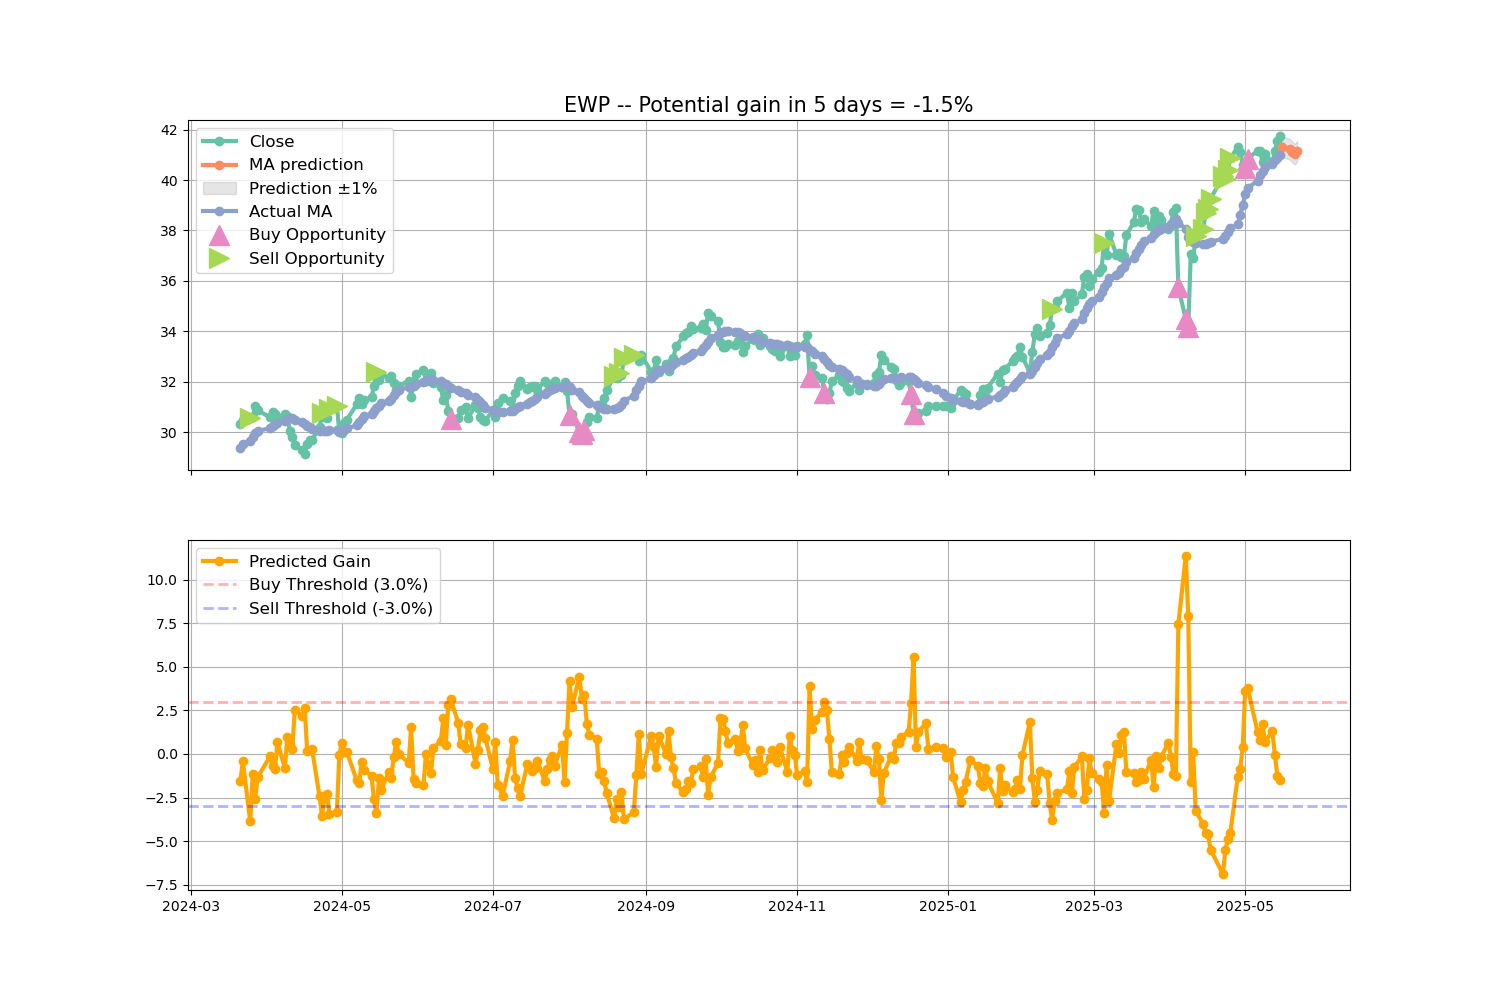 EWP -- Potential gain in 5 days = -1.5%
Close
MA prediction
Prediction ±1%
Actual MA
Buy Opportunity
Sell Opportunity
42
40
38
36
34
32
30
Predicted Gain
Buy Threshold (3.0%)
Sell Threshold (-3.0%)
10.0
7.5
5.0
2.5
0.0
−2.5
−5.0
−7.5
2024-03 2024-05 2024-07 2024-09 2024-11 2025-01 2025-03 2025-05